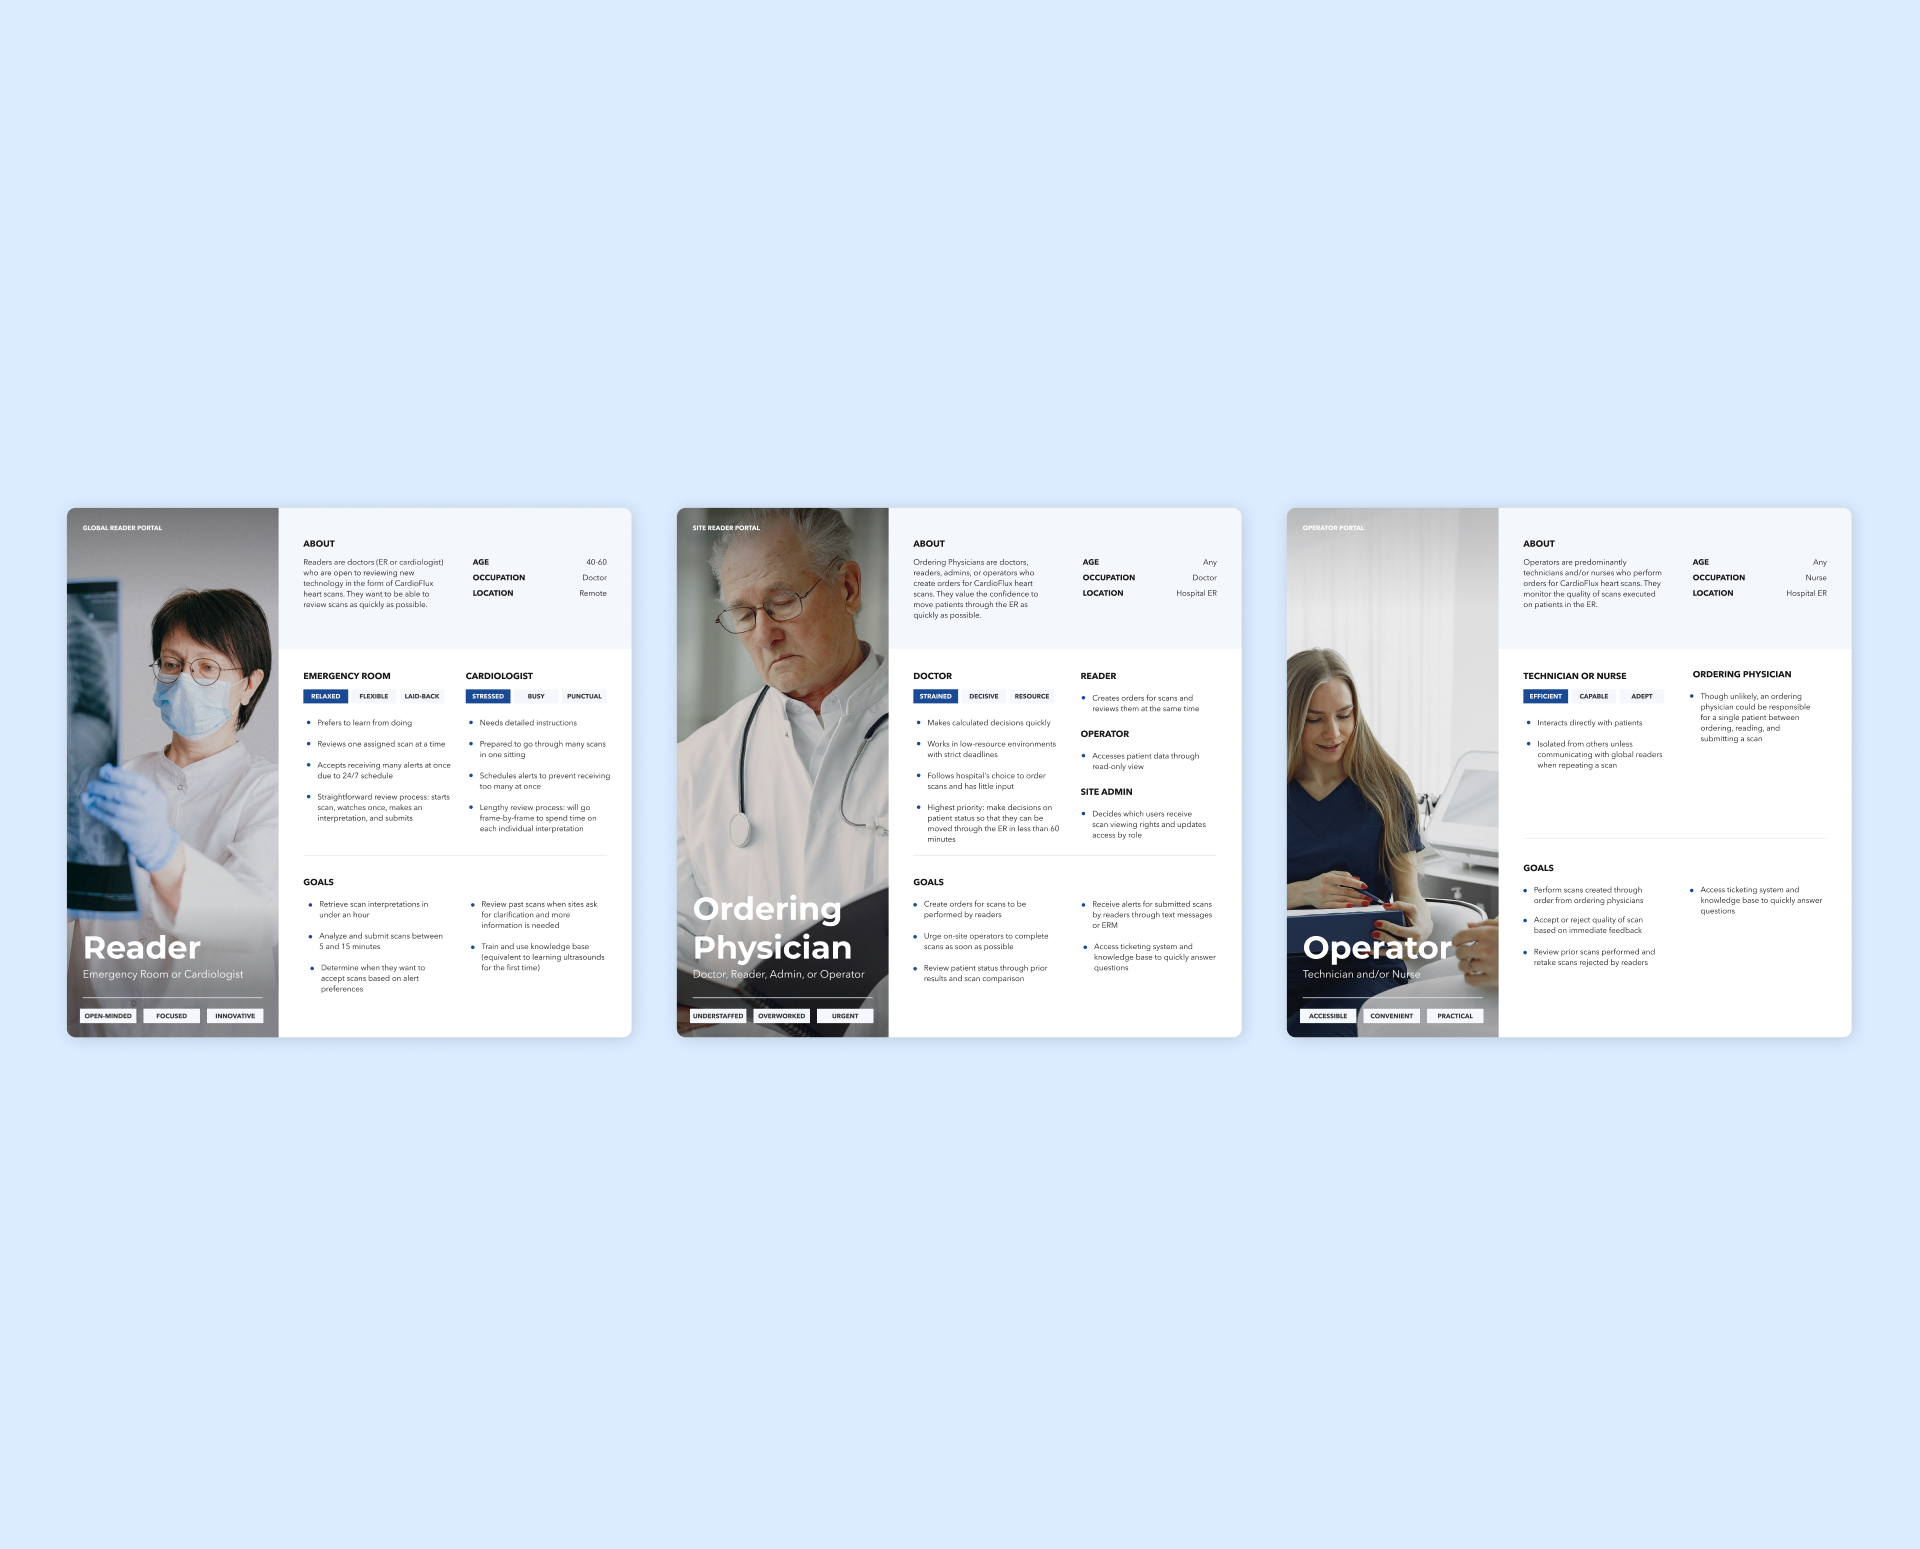 GLOBAL READER PORTAL
Reader
Emergency Room or Cardiologist
OPEN-MINDED
FOCUSED
INNOVATIVE
ABOUT
Readers are doctors (ER or cardiologist)
who are open to reviewing new
technology in the form of CardioFlux
heart scans. They want to be able to
review scans as quickly as possible.
AGE 40-60
OCCUPATION Doctor
LOCATION Remote
EMERGENCY ROOM
RELAXED FLEXIBLE LAID-BACK
Prefers to learn from doing
Reviews one assigned scan at a time
Accepts receiving many alerts at once
due to 24/7 schedule
Straightforward review process: starts
scan, watches once, makes an
interpretation, and submits
CARDIOLOGIST
STRESSED BUSY PUNCTUAL
Needs detailed instructions
Prepared to go through many scans
in one sitting
Schedules alerts to prevent receiving
too many at once
Lengthy review process: will go
frame-by-frame to spend time on
each individual interpretation
GOALS
Retrieve scan interpretations in
under an hour
Analyze and submit scans between
5 and 15 minutes
Determine when they want to
accept scans based on alert
preferences
Review past scans when sites ask
for clarification and more
information is needed
Train and use knowledge base
(equivalent to learning ultrasounds
for the first time)
SITE READER PORTAL
Ordering
Physician
Doctor, Reader, Admin, or Operator
UNDERSTAFFED
OVERWORKED
URGENT
ABOUT
Ordering Physicians are doctors,
readers, admins, or operators who
create orders for CardioFlux heart
scans. They value the confidence to
move patients through the ER as
quickly as possible.
AGE Any
OCCUPATION Doctor
LOCATION Hospital ER
DOCTOR
STRAINED DECISIVE RESOURCE
Makes calculated decisions quickly
Works in low-resource environments
with strict deadlines
Follows hospital's choice to order
scans and has little input
Highest priority: make decisions on
patient status so that they can be
moved through the ER in less than 60
minutes
READER
Creates orders for scans and
reviews them at the same time
OPERATOR
Accesses patient data through
read-only view
SITE ADMIN
Decides which users receive
scan viewing rights and updates
access by role
GOALS
Create orders for scans to be
performed by readers
Urge on-site operators to complete
scans as soon as possible
Review patient status through prior
results and scan comparison
Receive alerts for submitted scans
by readers through text messages
or ERM
Access ticketing system and
knowledge base to quickly answer
questions
OPERATOR PORTAL
Operator
Technician and/or Nurse
ACCESSIBLE
CONVENIENT
PRACTICAL
ABOUT
Operators are predominantly
technicians and/or nurses who perform
orders for CardioFlux heart scans. They
monitor the quality of scans executed
on patients in the ER.
AGE Any
OCCUPATION Nurse
LOCATION Hospital ER
TECHNICIAN OR NURSE
EFFICIENT CAPABLE ADEPT
Interacts directly with patients
Isolated from others unless
communicating with global readers
when repeating a scan
ORDERING PHYSICIAN
Though unlikely, an ordering
physician could be responsible
for a single patient between
ordering, reading, and
submitting a scan
GOALS
Perform scans created through
order from ordering physicians
Accept or reject quality of scan
based on immediate feedback
Review prior scans performed and
retake scans rejected by readers
Access ticketing system and
knowledge base to quickly answer
questions